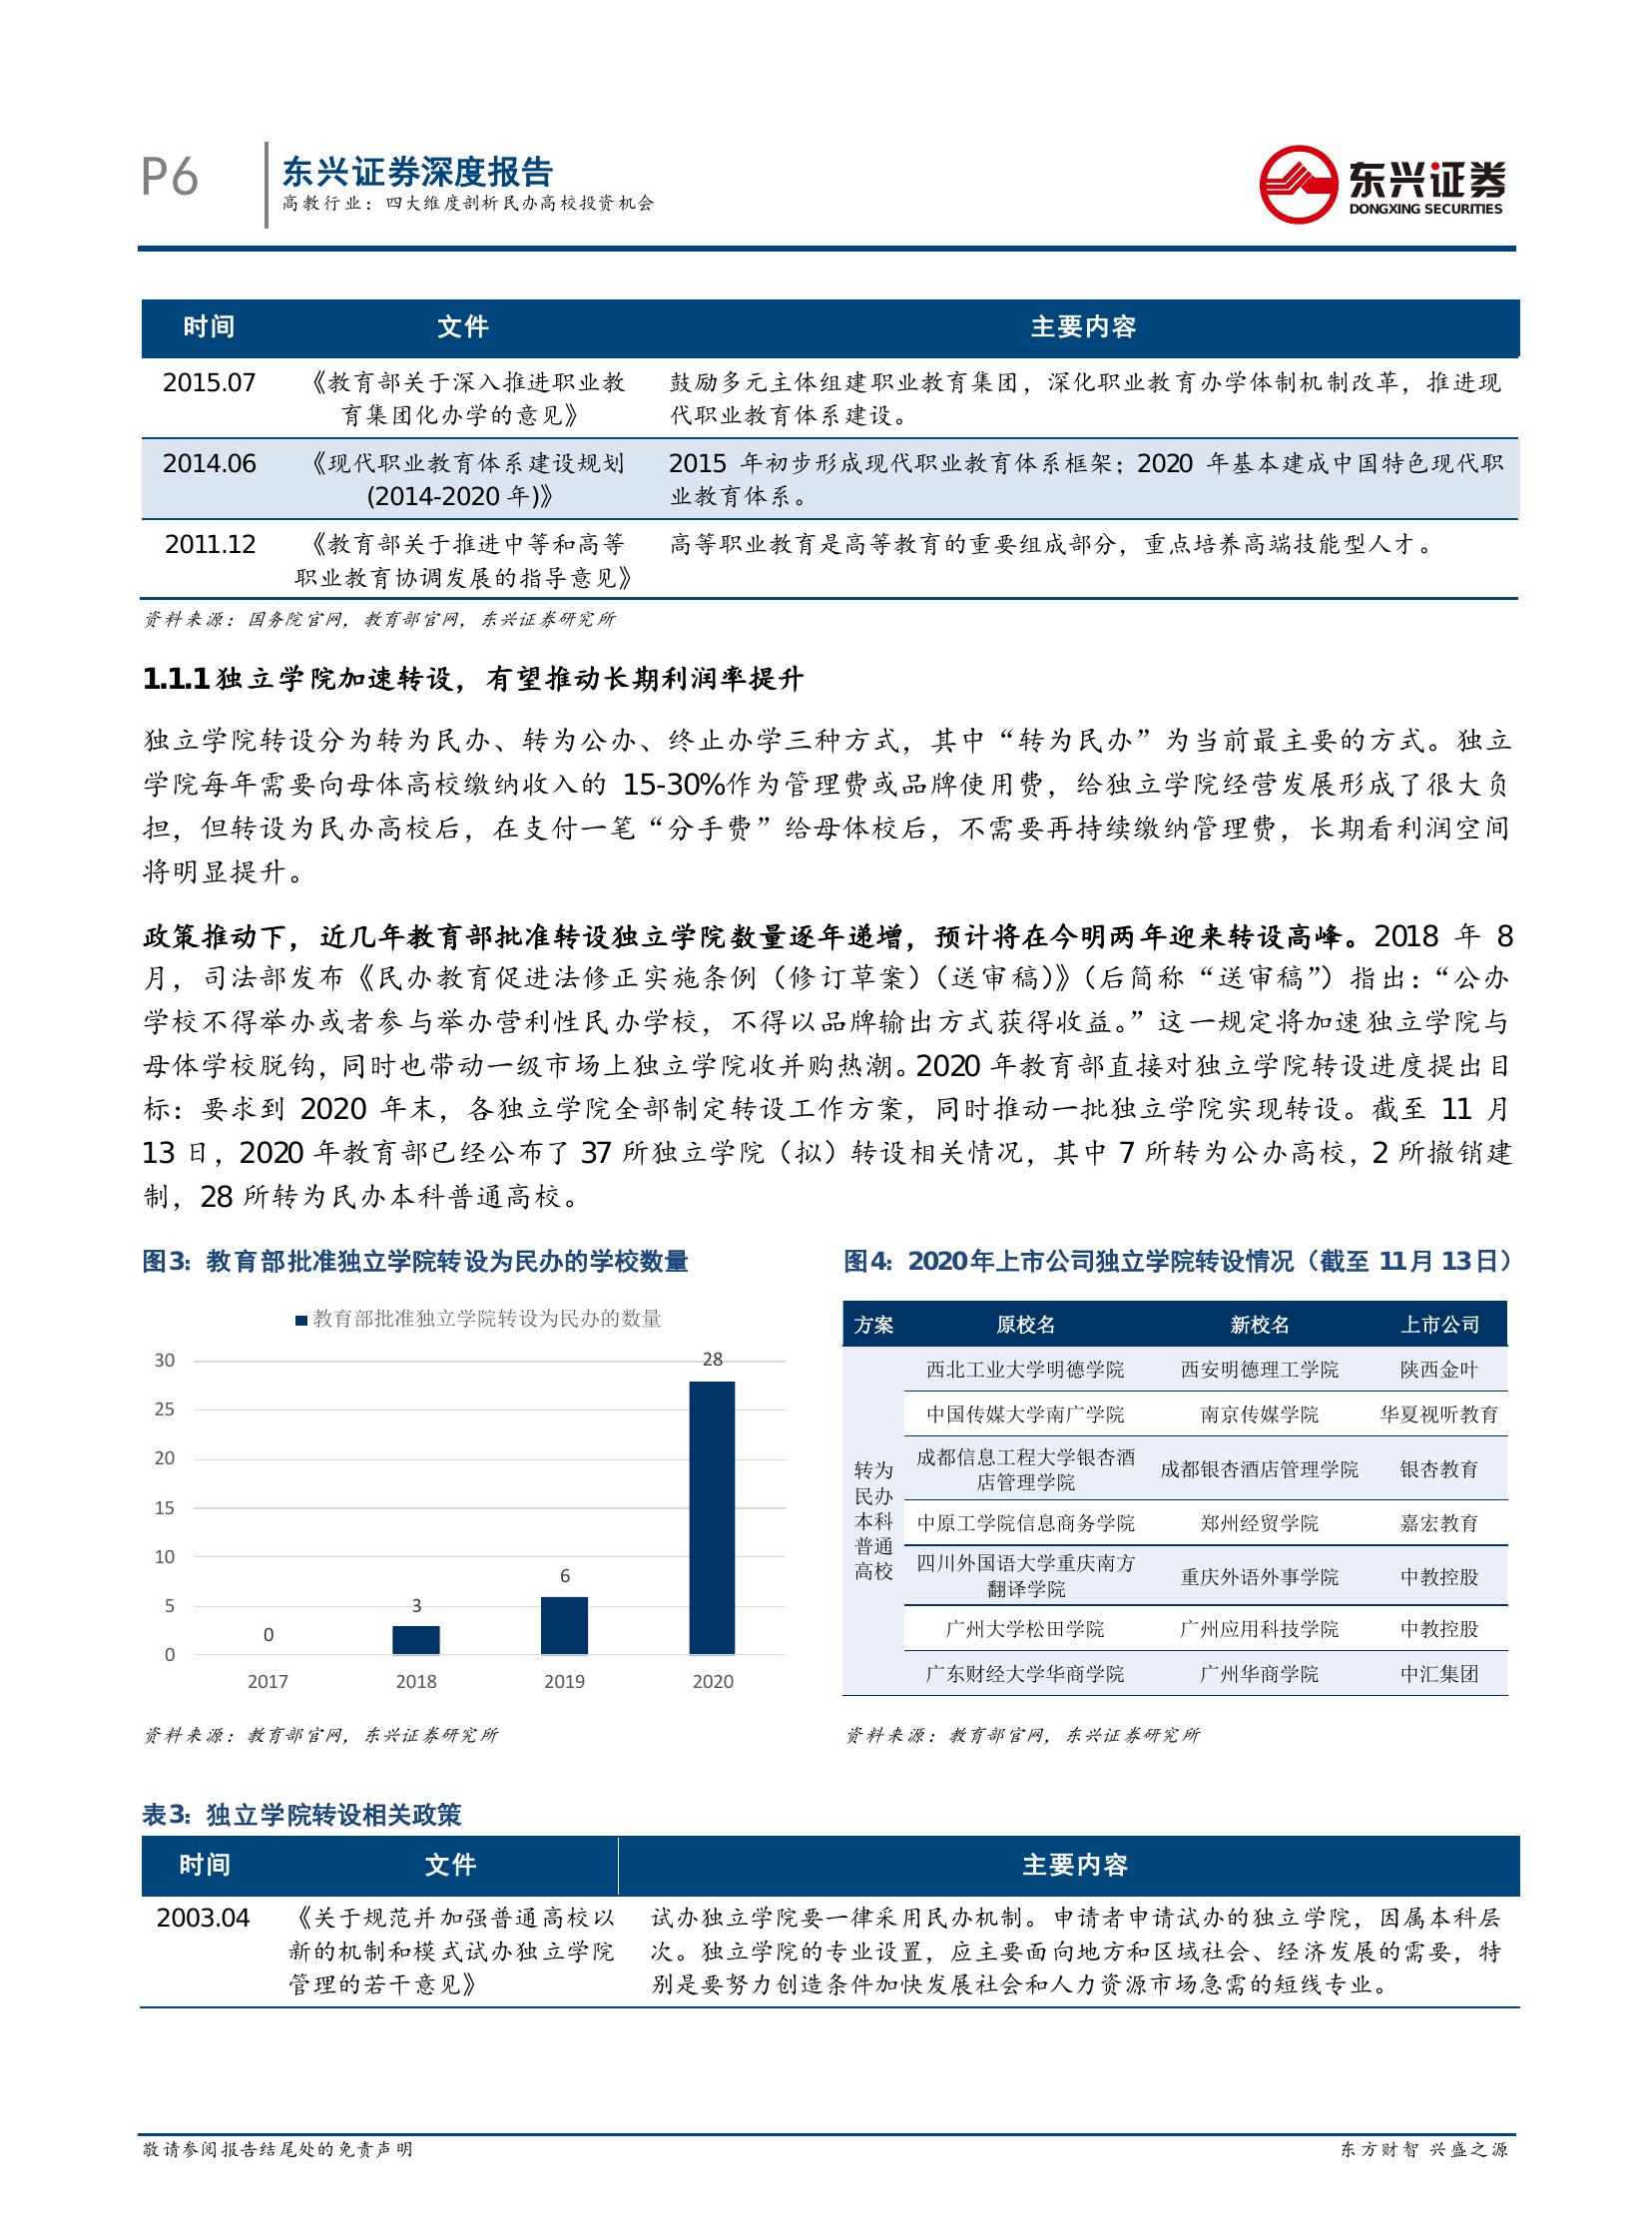 P6
东兴证券深度报告
高教行业：四大维度剖析民办高校投资机会
东兴证券
DONGXING SECURITIES
时间 文件 主要内容
2015.07 《教育部关于深入推进职业教 鼓励多元主体组建职业教育集团，深化职业教育办学体制机制改革，推进现
育集团化办学的意见》 代职业教育体系建设。
2014.06 《现代职业教育体系建设规划 2015 年初步形成现代职业教育体系框架；2020 年基本建成中国特色现代职
(2014-2020 年)》 业教育体系。
2011.12 《教育部关于推进中等和高等 高等职业教育是高等教育的重要组成部分，重点培养高端技能型人才。
职业教育协调发展的指导意见》
资料来源：国务院官网，教育部官网，东兴证券研究所
1.1.1 独立学院加速转设，有望推动长期利润率提升
独立学院转设分为转为民办、转为公办、终止办学三种方式，其中“转为民办”为当前最主要的方式。独立
学院每年需要向母体高校缴纳收入的 15-30%作为管理费或品牌使用费，给独立学院经营发展形成了很大负
担，但转设为民办高校后，在支付一笔“分手费”给母体校后，不需要再持续缴纳管理费，长期看利润空间
将明显提升。
政策推动下，近几年教育部批准转设独立学院数量逐年递增，预计将在今明两年迎来转设高峰。2018 年 8
月，司法部发布《民办教育促进法修正实施条例（修订草案）（送审稿）》（后简称“送审稿”）指出：“公办
学校不得举办或者参与举办营利性民办学校，不得以品牌输出方式获得收益。”这一规定将加速独立学院与
母体学校脱钩，同时也带动一级市场上独立学院收并购热潮。2020 年教育部直接对独立学院转设进度提出目
标：要求到 2020 年末，各独立学院全部制定转设工作方案，同时推动一批独立学院实现转设。截至 11 月
13 日，2020 年教育部已经公布了 37 所独立学院（拟）转设相关情况，其中 7 所转为公办高校，2 所撤销建
制，28 所转为民办本科普通高校。
图3：教育部批准独立学院转设为民办的学校数量
教育部批准独立学院转设为民办的数量
30
25
20
15
10
5
0
0
3
6
28
2017 2018 2019 2020
资料来源：教育部官网，东兴证券研究所
图4：2020年上市公司独立学院转设情况（截至 11月 13日）
方案 原校名 新校名 上市公司
转为
民办
本科
普通
高校
西北工业大学明德学院 西安明德理工学院 陕西金叶
中国传媒大学南广学院 南京传媒学院 华夏视听教育
成都信息工程大学银杏酒
店管理学院 成都银杏酒店管理学院 银杏教育
中原工学院信息商务学院 郑州经贸学院 嘉宏教育
四川外国语大学重庆南方
翻译学院 重庆外语外事学院 中教控股
广州大学松田学院 广州应用科技学院 中教控股
广东财经大学华商学院 广州华商学院 中汇集团
资料来源：教育部官网，东兴证券研究所
表3：独立学院转设相关政策
时间 文件 主要内容
2003.04 《关于规范并加强普通高校以 试办独立学院要一律采用民办机制。申请者申请试办的独立学院，因属本科层
新的机制和模式试办独立学院 次。独立学院的专业设置，应主要面向地方和区域社会、经济发展的需要，特
管理的若干意见》 别是要努力创造条件加快发展社会和人力资源市场急需的短线专业。
敬请参阅报告结尾处的免责声明
东方财智 兴盛之源